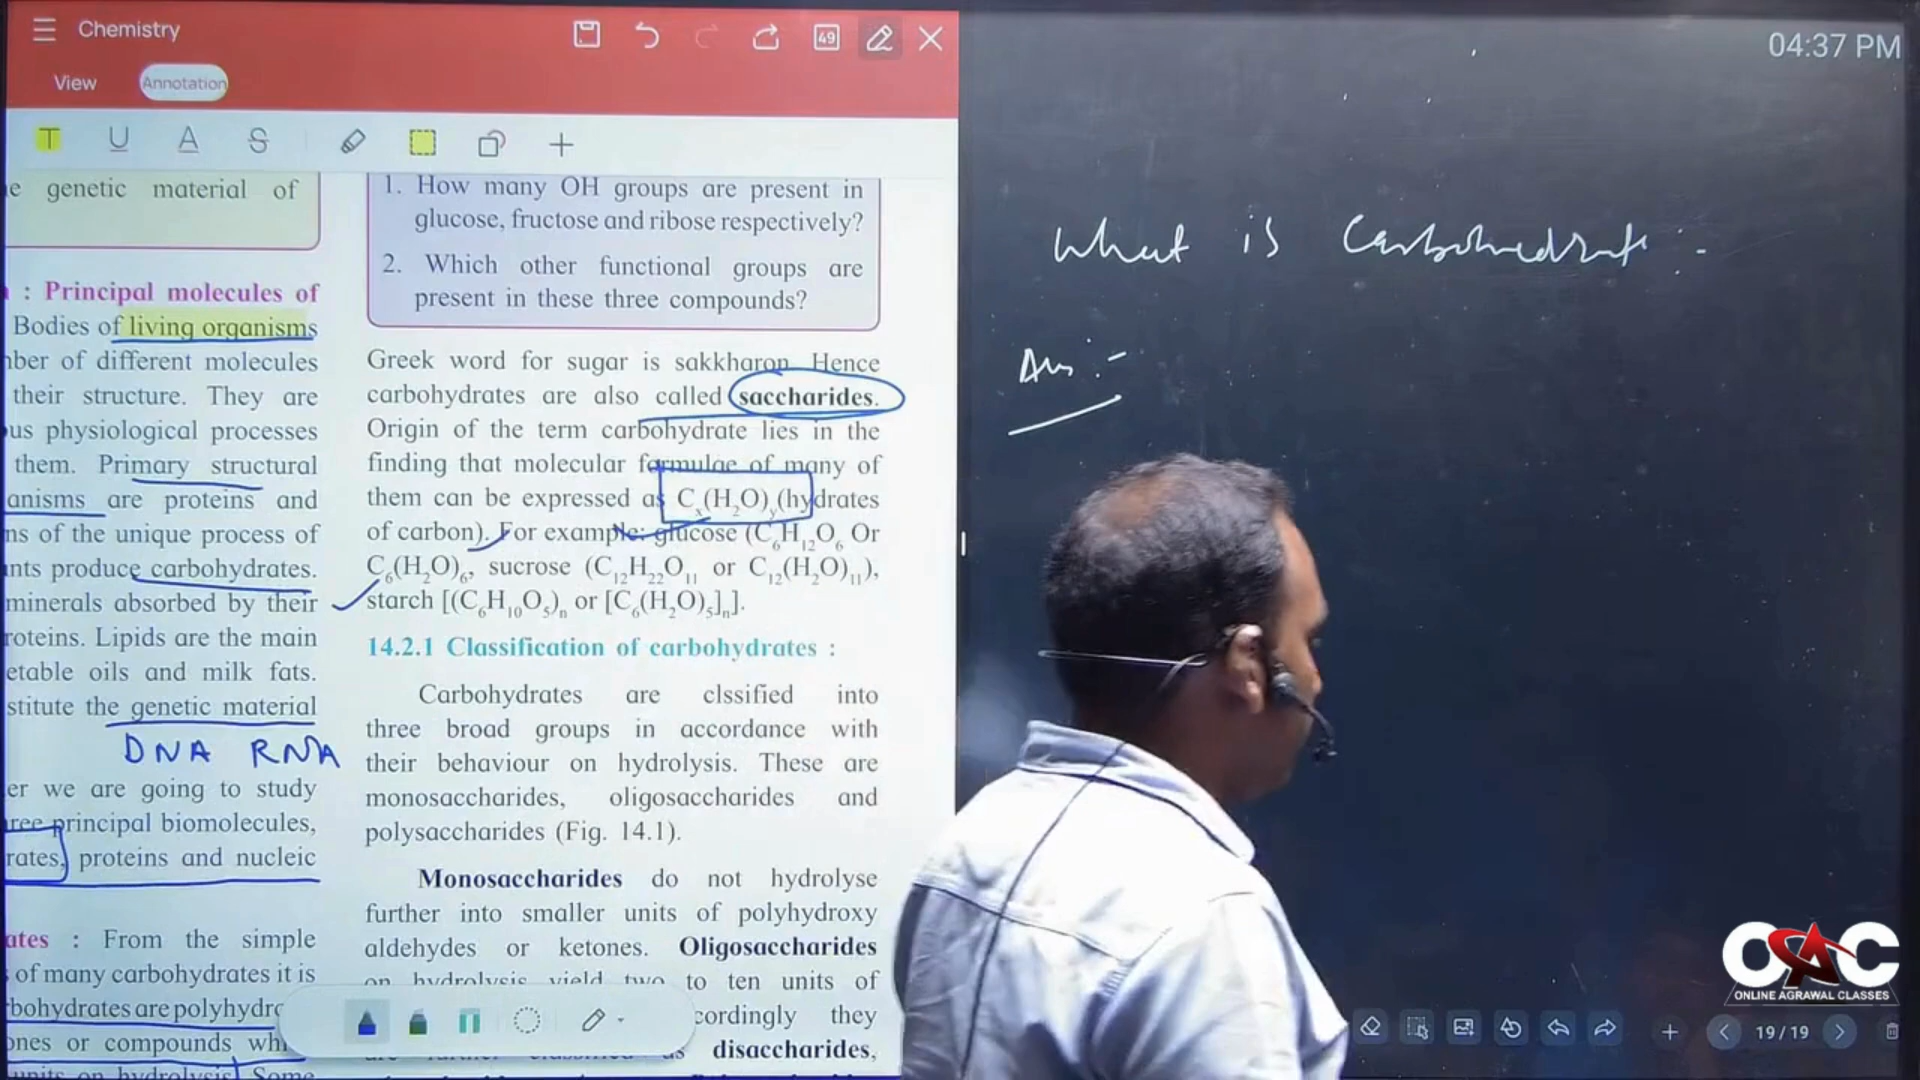 Chemistry
49
View
Annotation
T U A S
genetic material of
: Principal molecules of
Bodies of living organisms
ber of different molecules
their structure. They are
us physiological processes
them. Primary structural
anisms are proteins and
ns of the unique process of
nts produce carbohydrates.
minerals absorbed by their
roteins. Lipids are the main
etable oils and milk fats.
stitute the genetic material
DNA RNA
er we are going to study
ree principal biomolecules,
rates, proteins and nucleic
ates : From the simple
of many carbohydrates it is
bohydrates are polyhydr
ones or compounds wh
units on hydrolysis. Some
1. How many OH groups are present in
glucose, fructose and ribose respectively?
2. Which other functional groups are
present in these three compounds?
Greek word for sugar is sakkharon. Hence
carbohydrates are also called saccharides.
Origin of the term carbohydrate lies in the
finding that molecular formulae of many of
them can be expressed as Cₓ(H₂O)ᵧ (hydrates
of carbon). For example: glucose (C₆H₁₂O₆ Or
C₆(H₂O)₆, sucrose (C₁₂H₂₂O₁₁ or C₁₂(H₂O)₁₁),
starch [(C₆H₁₀O₅)ₙ or [C₆(H₂O)₅]ₙ].
14.2.1 Classification of carbohydrates :
Carbohydrates are clssified into
three broad groups in accordance with
their behaviour on hydrolysis. These are
monosaccharides, oligosaccharides and
polysaccharides (Fig. 14.1).
Monosaccharides do not hydrolyse
further into smaller units of polyhydroxy
aldehydes or ketones. Oligosaccharides
on hydrolysis yield two to ten units of
cordingly they
disaccharides,
04:37 PM
What is Carbohedrate :-
Ans :-
OAC
ONLINE AGRAWAL CLASSES
19/19